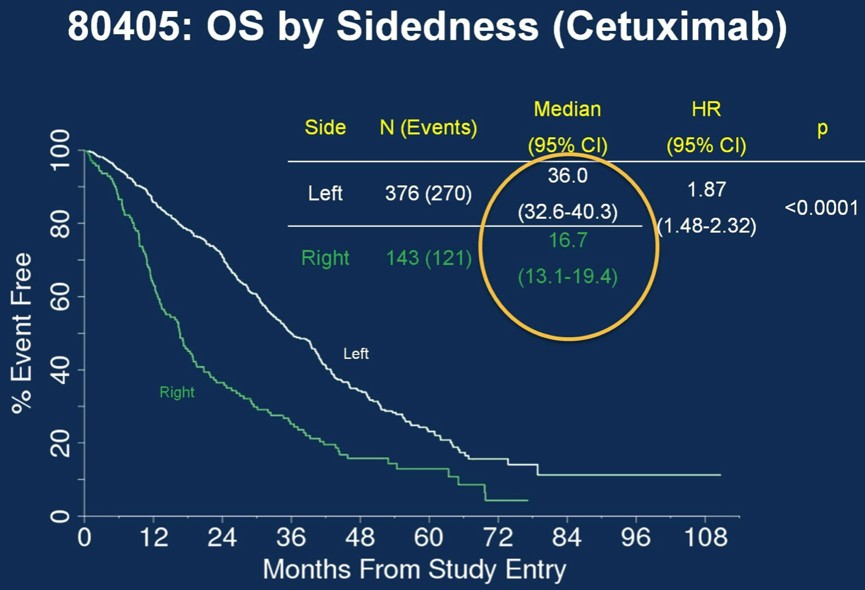 80405: OS by Sidedness (Cetuximab)
Side N (Events) Median (95% CI) HR (95% CI) p
Left 376 (270) 36.0 (32.6-40.3) 1.87 (1.48-2.32) <0.0001
Right 143 (121) 16.7 (13.1-19.4)
% Event Free
100
80
60
40
20
0
Left
Right
0 12 24 36 48 60 72 84 96 108
Months From Study Entry